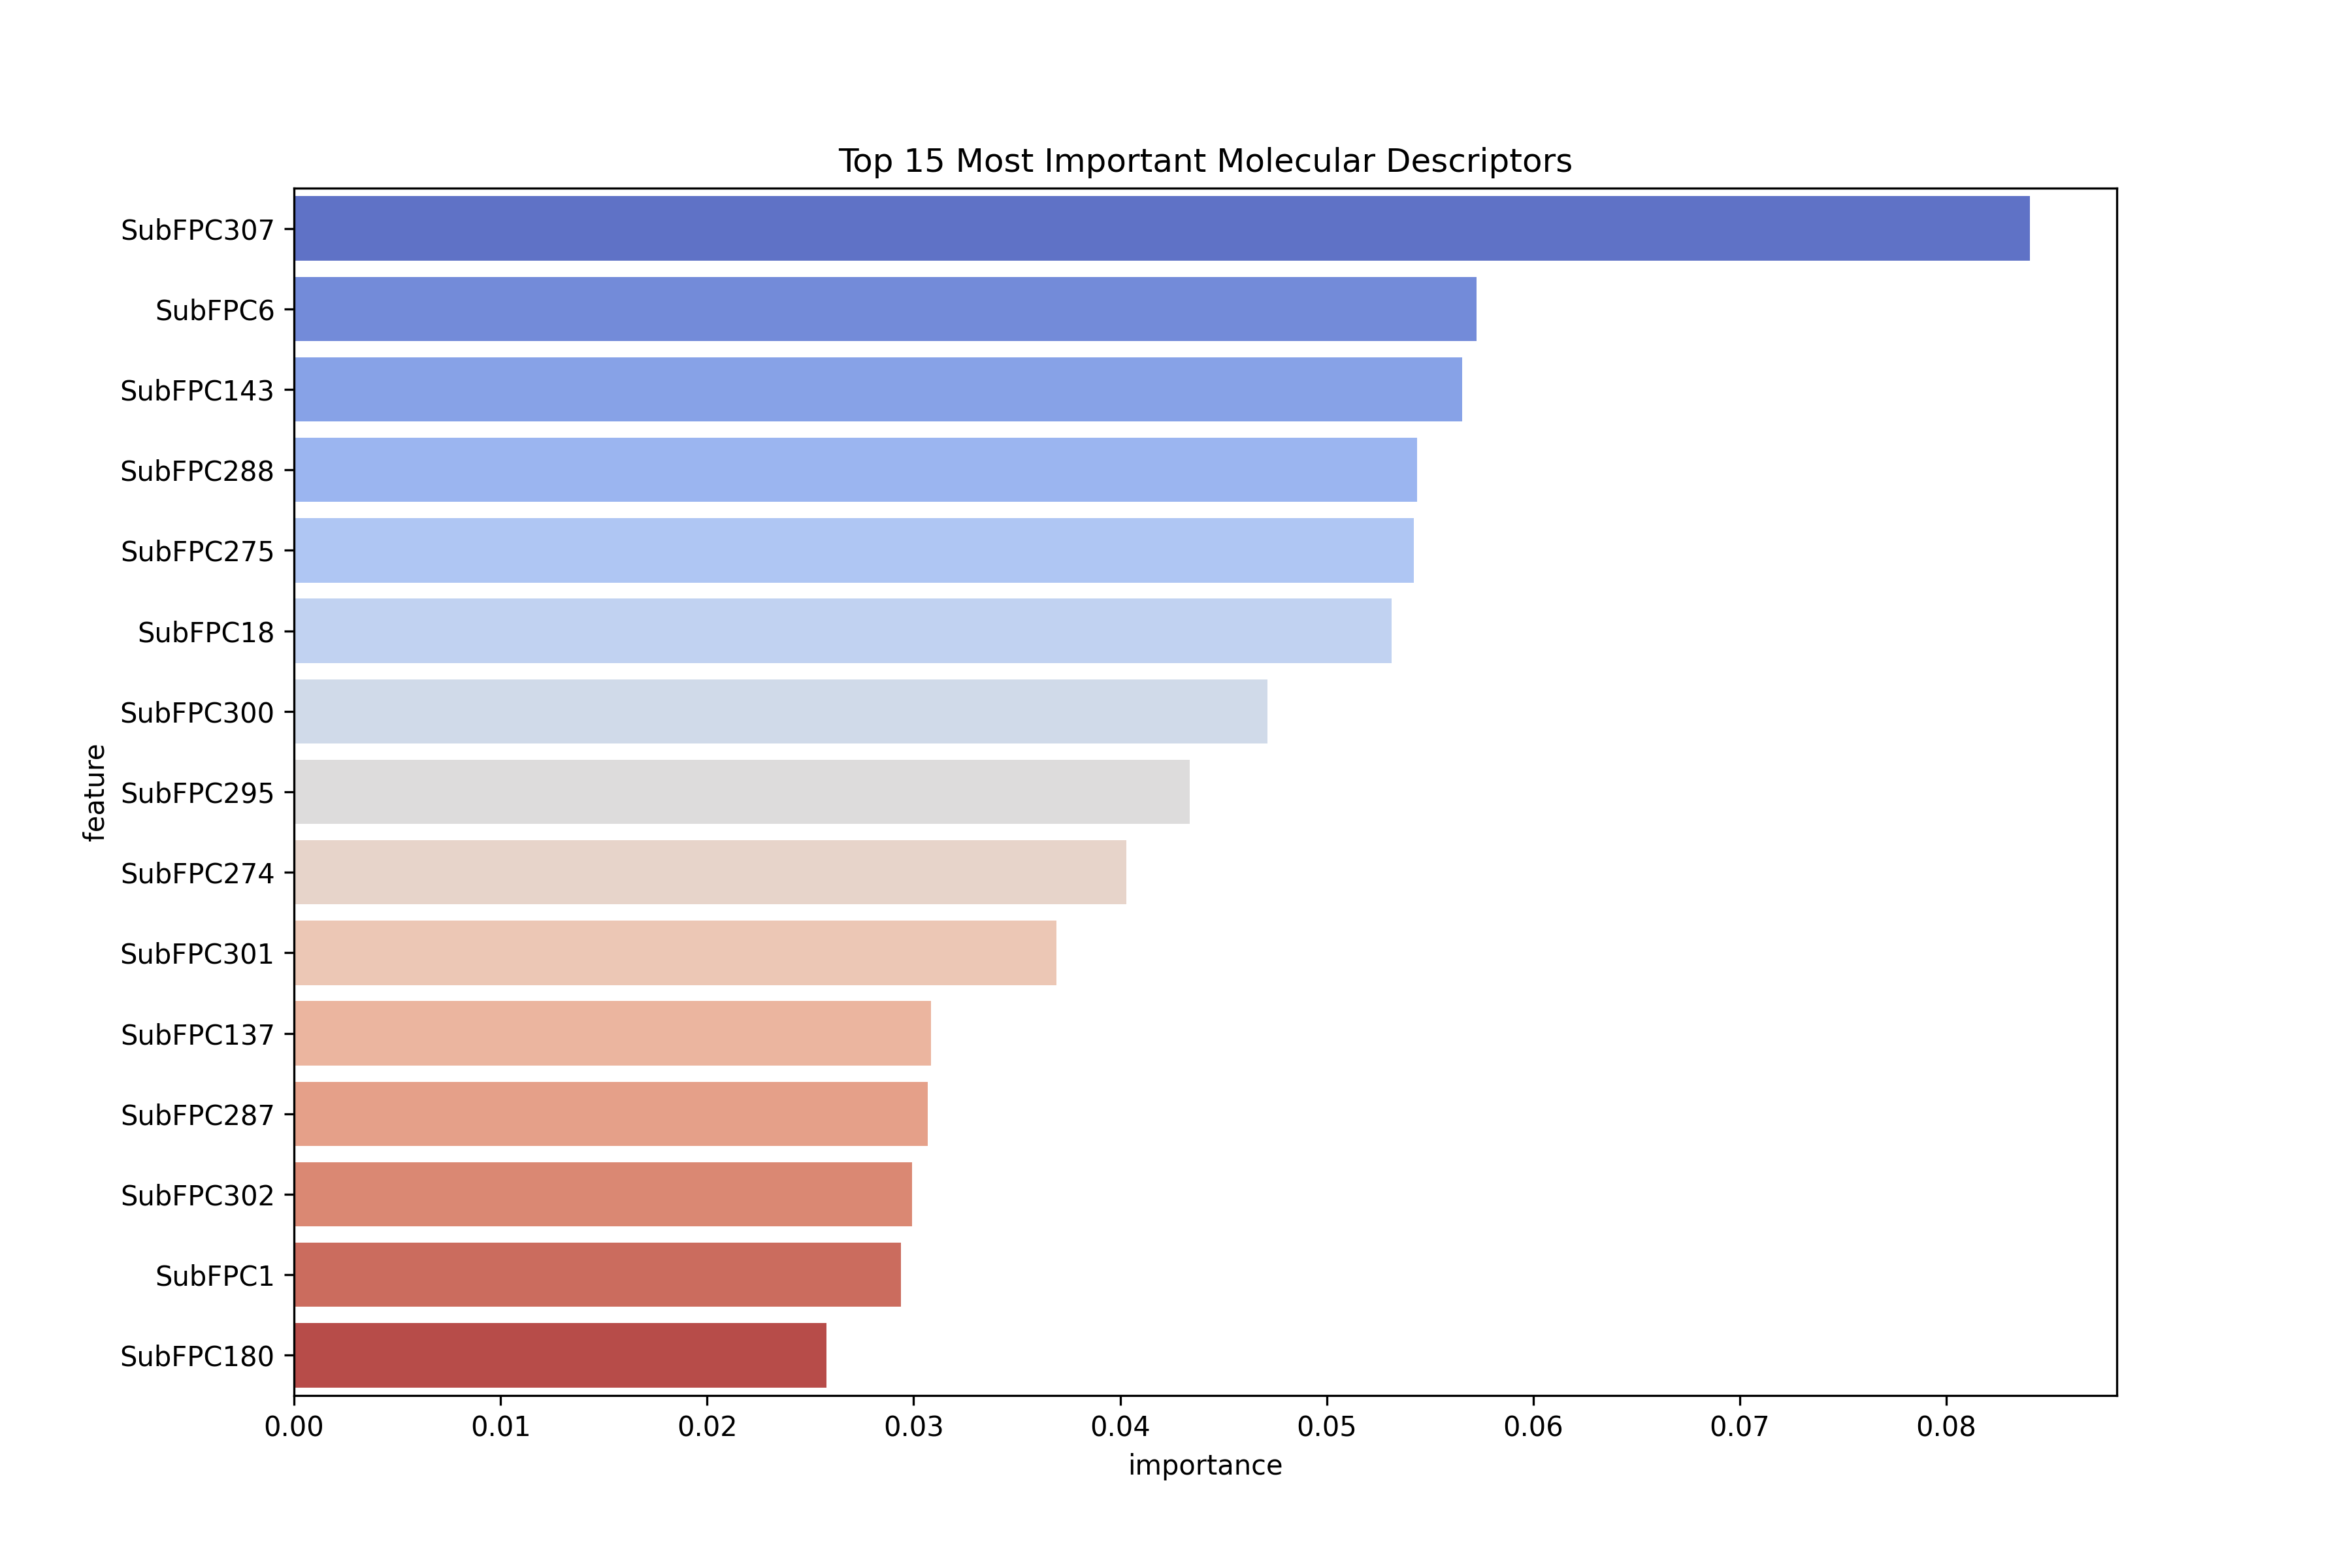 Top 15 Most Important Molecular Descriptors
SubFPC307
SubFPC6
SubFPC143
SubFPC288
SubFPC275
SubFPC18
SubFPC300
SubFPC295
SubFPC274
SubFPC301
SubFPC137
SubFPC287
SubFPC302
SubFPC1
SubFPC180
feature
0.00 0.01 0.02 0.03 0.04 0.05 0.06 0.07 0.08
importance